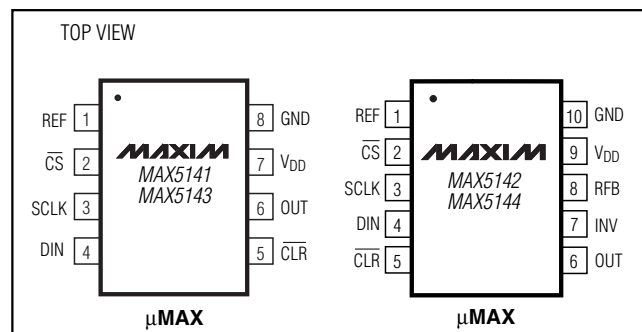 TOP VIEW
REF 1
CS 2
SCLK 3
DIN 4
8 GND
7 VDD
6 OUT
5 CLR
MAXIM
MAX5141
MAX5143
µMAX
REF 1
CS 2
SCLK 3
DIN 4
CLR 5
10 GND
9 VDD
8 RFB
7 INV
6 OUT
MAXIM
MAX5142
MAX5144
µMAX